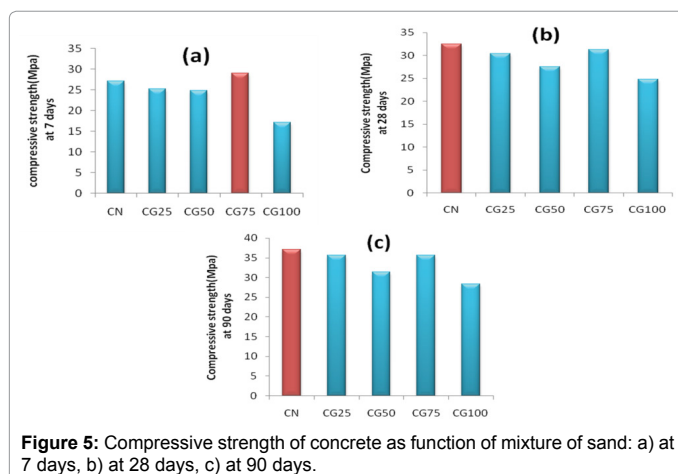 (a)
compressive strength(Mpa)
at 7 days
35
30
25
20
15
10
5
0
CN CG25 CG50 CG75 CG100
(b)
Compressive strength(Mpa)
at 28 days
35
30
25
20
15
10
5
0
CN CG25 CG50 CG75 CG100
(c)
Compressive strength(Mpa)
at 90 days
40
35
30
25
20
15
10
5
0
CN CG25 CG50 CG75 CG100
Figure 5: Compressive strength of concrete as function of mixture of sand: a) at
7 days, b) at 28 days, c) at 90 days.